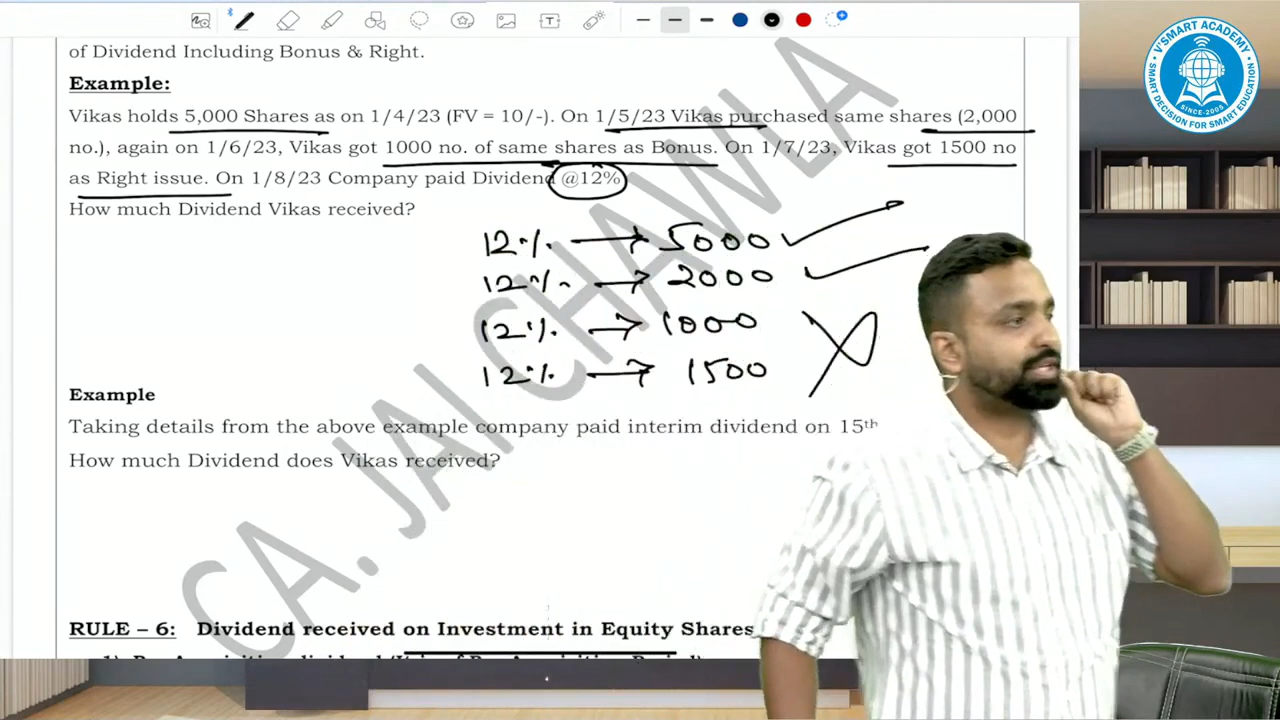 of Dividend Including Bonus & Right.
Example:
Vikas holds 5,000 Shares as on 1/4/23 (FV = 10/-). On 1/5/23 Vikas purchased same shares (2,000
no.), again on 1/6/23, Vikas got 1000 no. of same shares as Bonus. On 1/7/23, Vikas got 1500 no
as Right issue. On 1/8/23 Company paid Dividend @12%
How much Dividend Vikas received?
12% → 5000
12% → 2000
12% → 1000
12% → 1500
Example
Taking details from the above example company paid interim dividend on 15th
How much Dividend does Vikas received?
RULE – 6: Dividend received on Investment in Equity Shares
CA. JAI CHAWLA
V'SMART ACADEMY
SINCE-2005
SMART DECISION FOR SMART EDUCATION